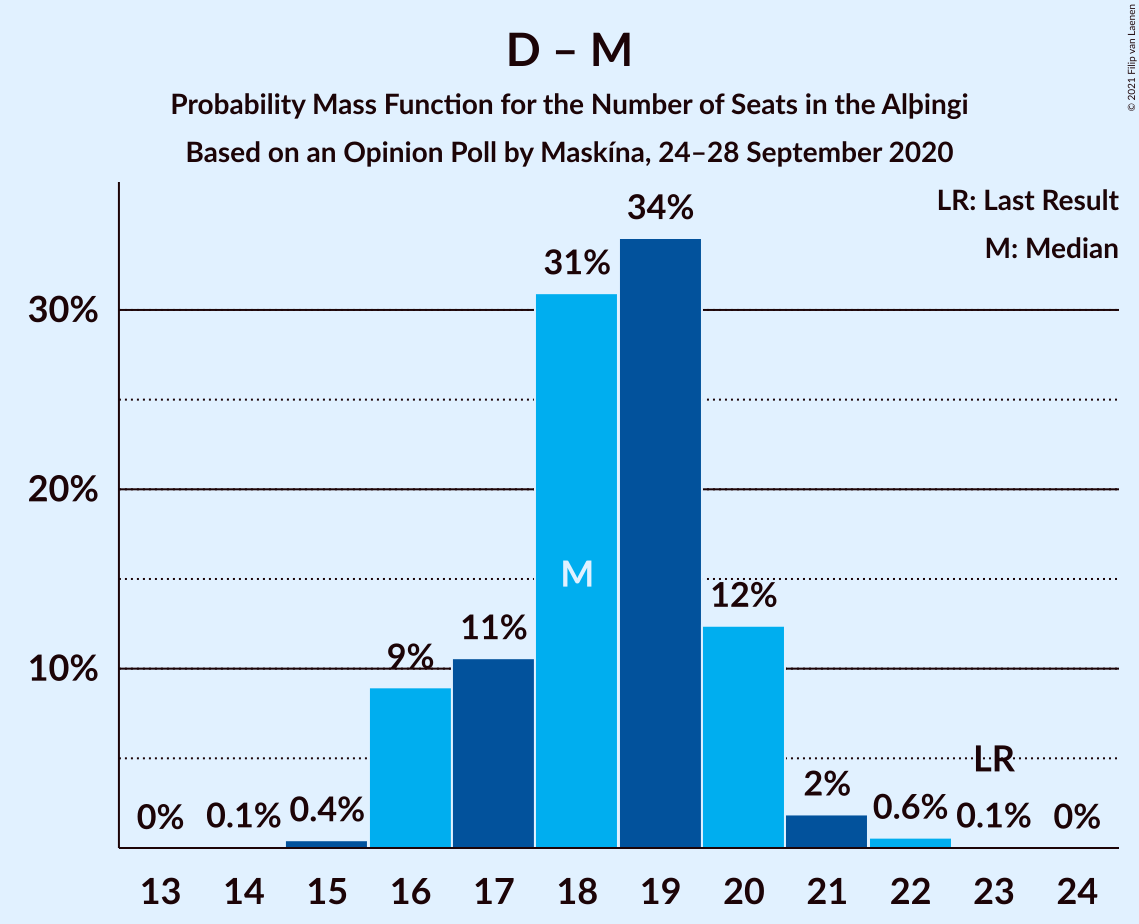 D – M
Probability Mass Function for the Number of Seats in the Alþingi
Based on an Opinion Poll by Maskína, 24–28 September 2020
© 2021 Filip van Laenen
LR: Last Result
M: Median
34%
31%
30%
20%
M
12%
11%
9%
10%
LR
2%
0% 0.1% 0.4% 0.6% 0.1% 0%
13 14 15 16 17 18 19 20 21 22 23 24